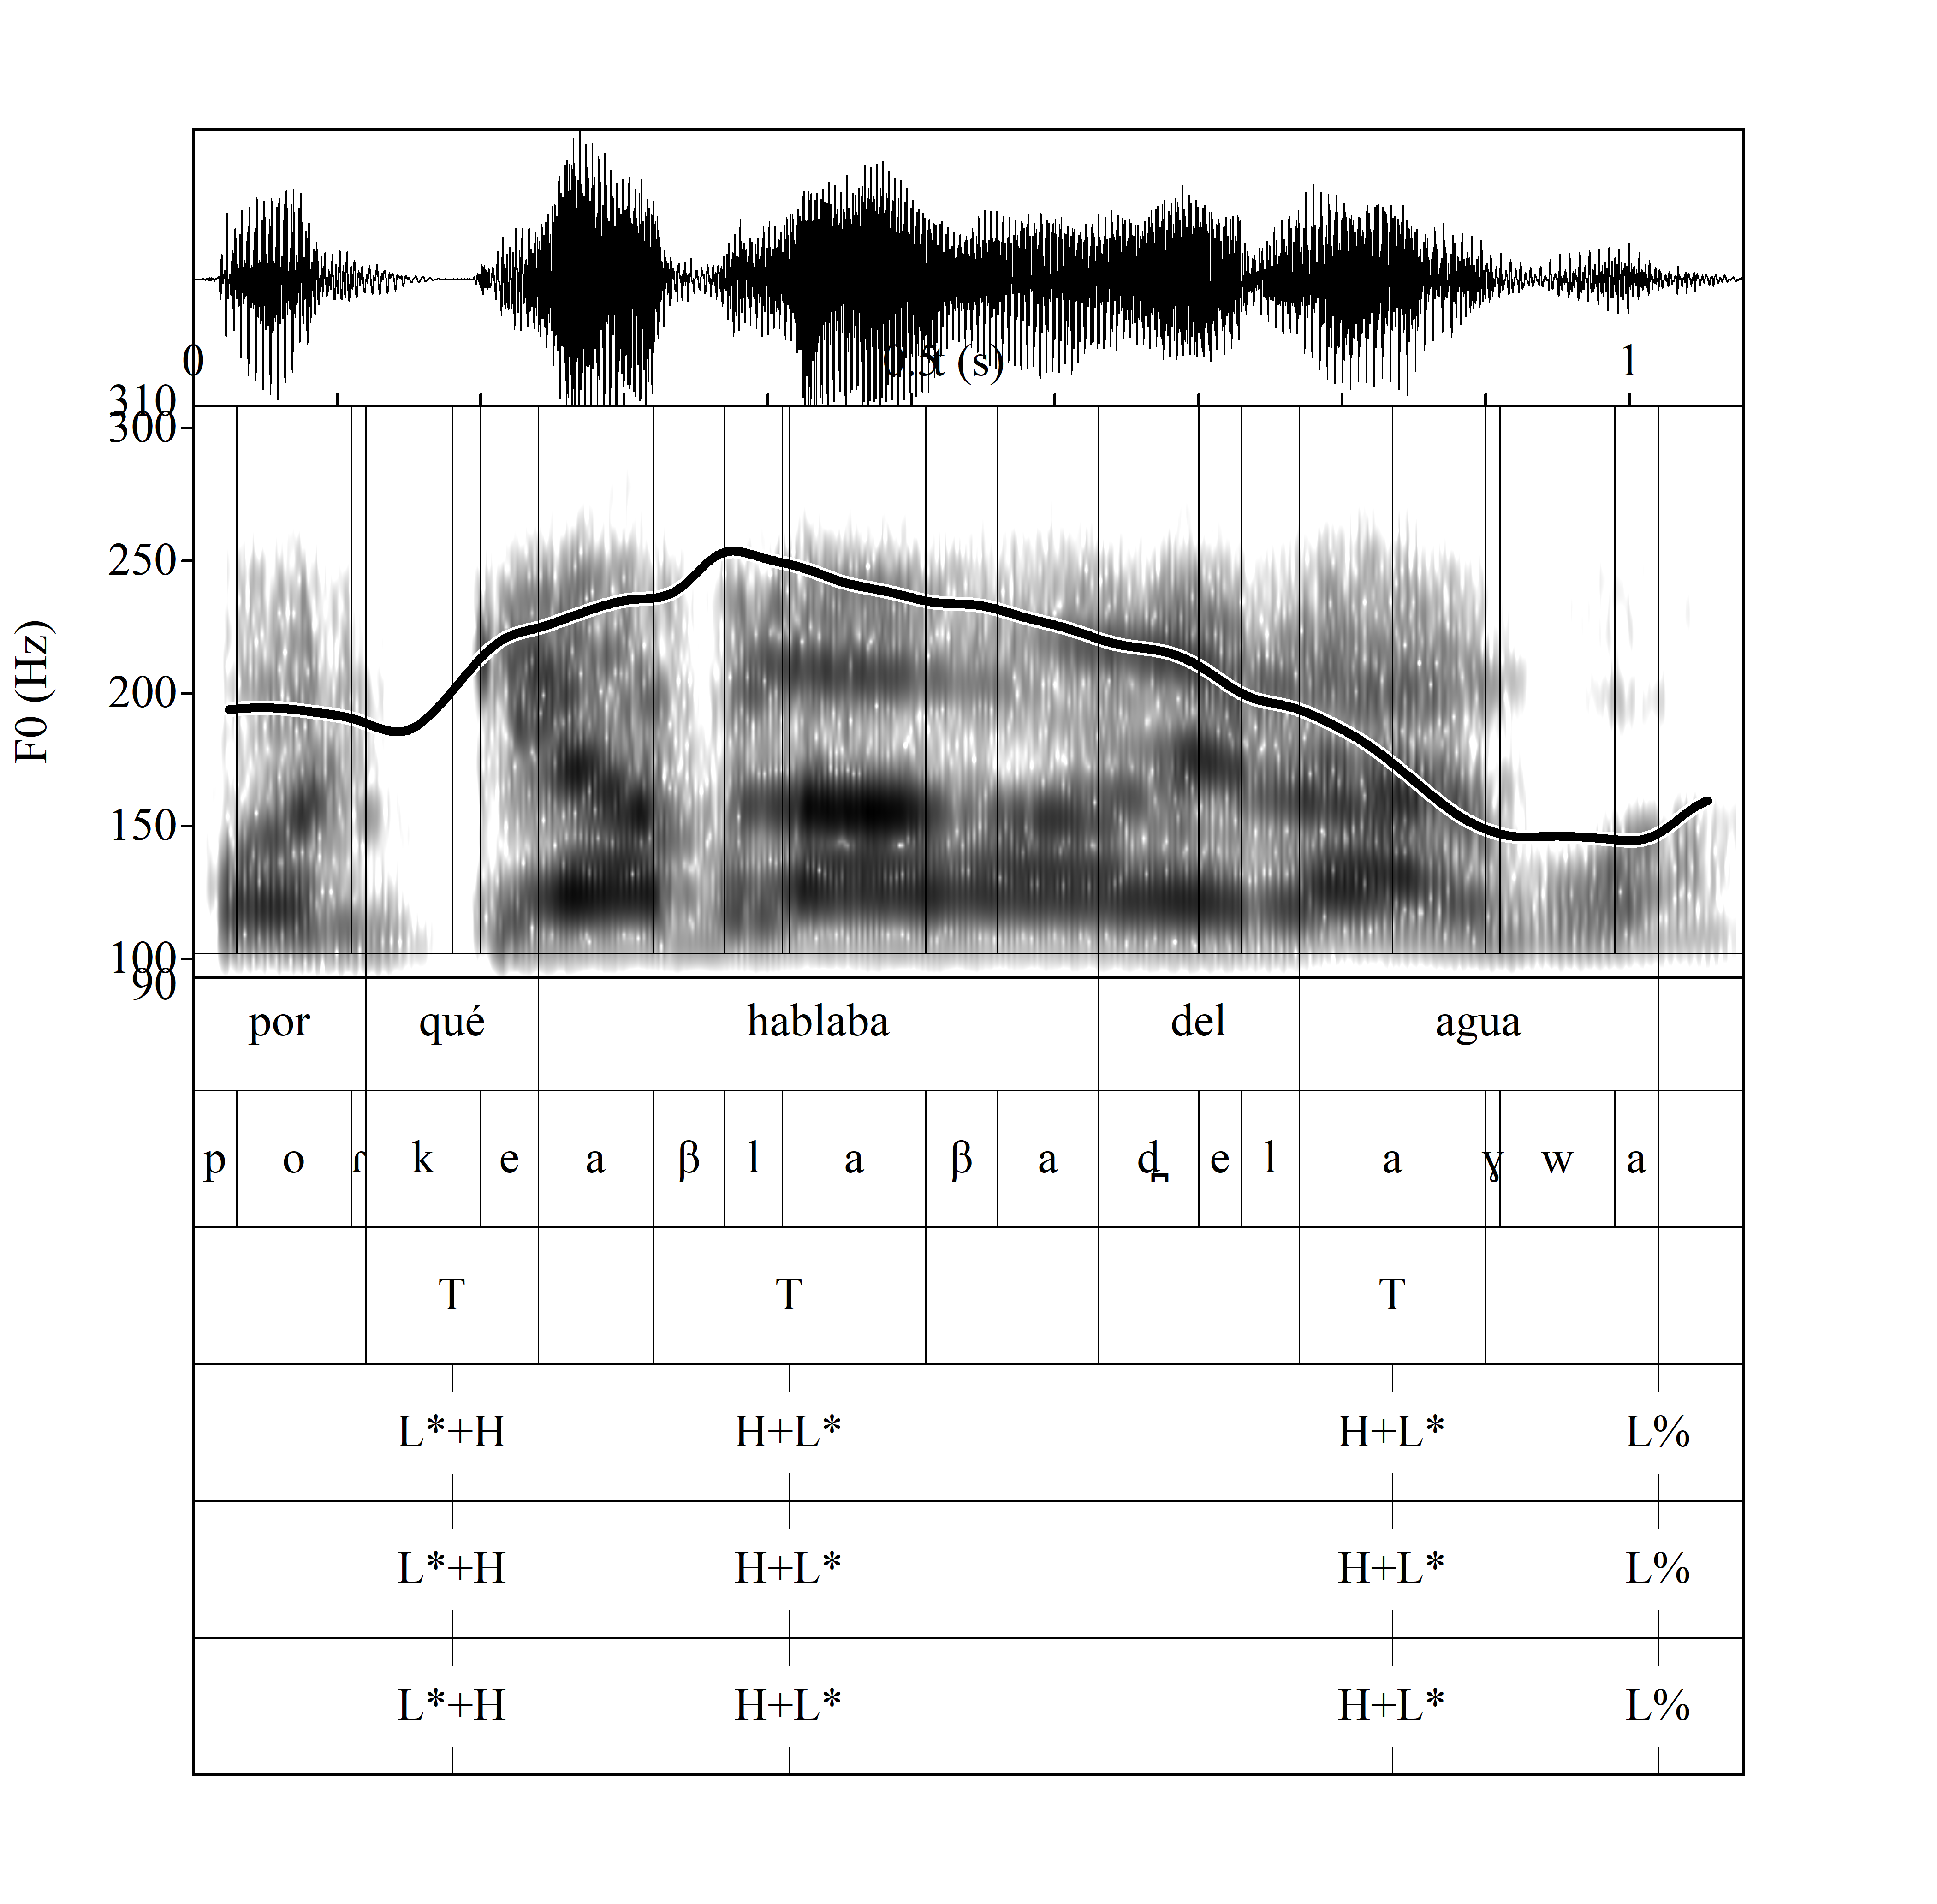 0 0.5 t (s) 1
310
300
250
200
150
100
90
F0 (Hz)
por qué hablaba del agua
p o ɾ k e a β l a β a d̪ e l a ɣ w a
T T T
L*+H H+L* H+L* L%
L*+H H+L* H+L* L%
L*+H H+L* H+L* L%